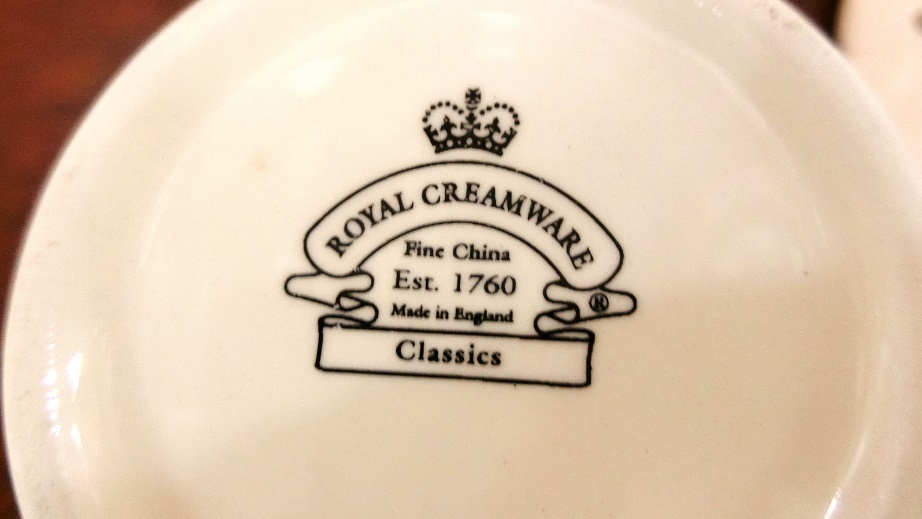 ROYAL CREAMWARE
Fine China
Est. 1760
Made in England
®
Classics